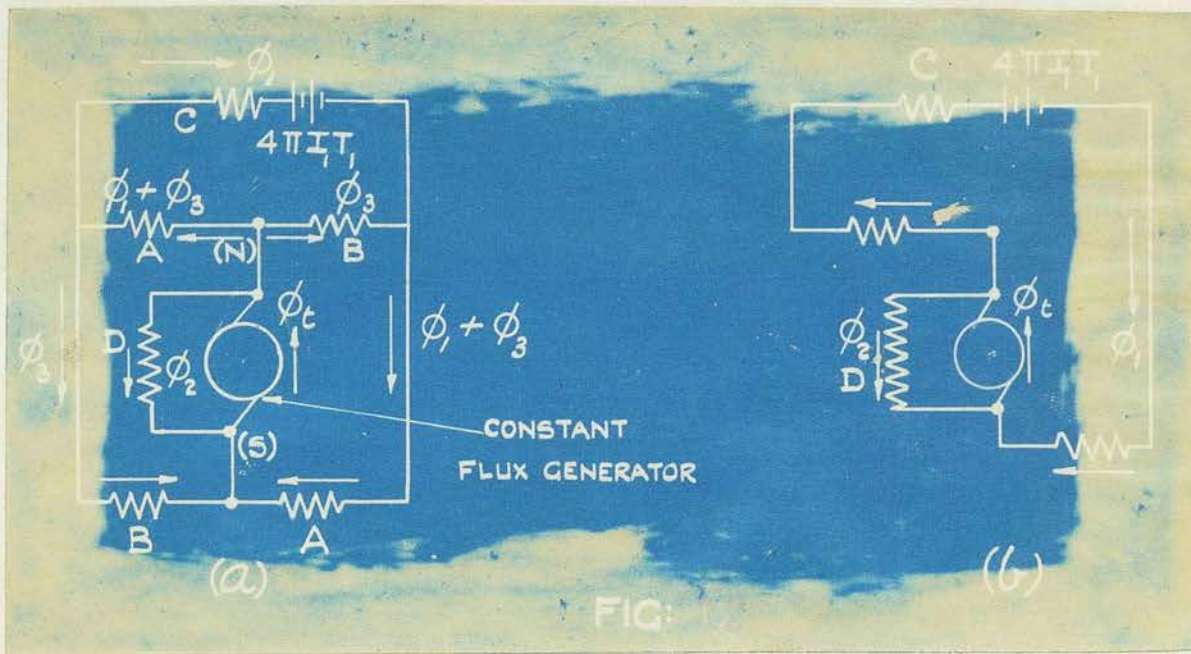 ϕ₁
C
4πI₁T₁
ϕ₁ + ϕ₃
ϕ₃
A
(N)
B
ϕ₃
D
ϕ₂
ϕt
ϕ₁ + ϕ₃
(S)
CONSTANT
FLUX GENERATOR
B
A
(a)
C
4πI₁T₁
ϕ₂
D
ϕt
ϕ₁
(b)
FIG: